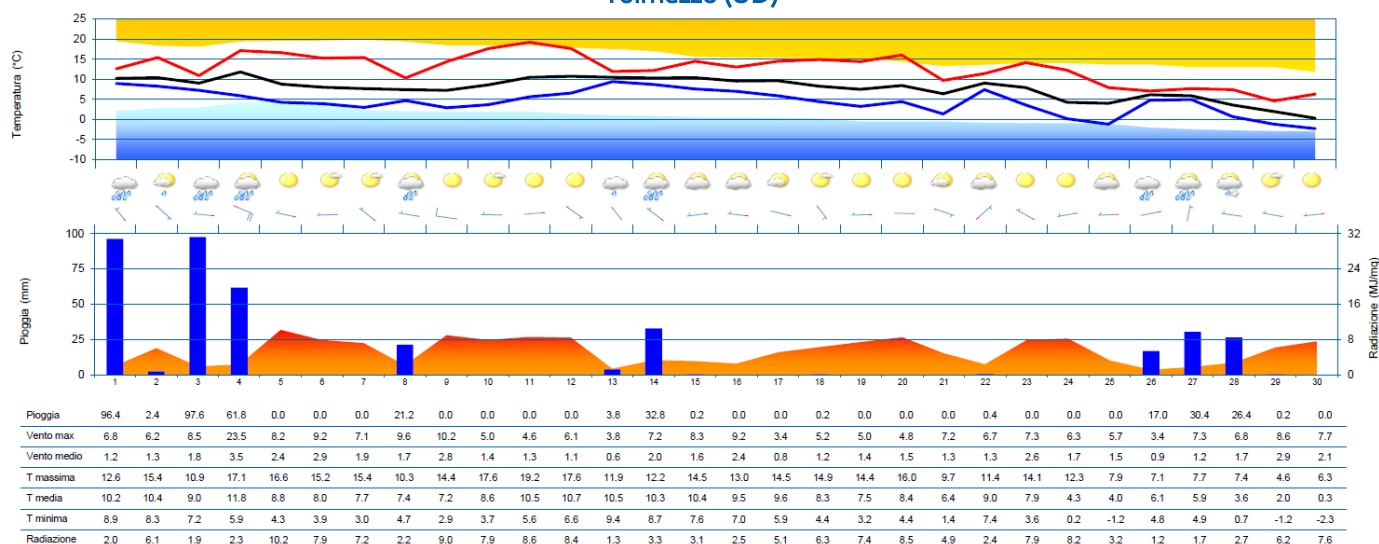 Tolmezzo (UD)
Temperatura (°C)
25
20
15
10
5
0
-5
-10
Pioggia (mm)
100
75
50
25
0
Radiazione (MJ/mq)
32
24
16
8
0
1 2 3 4 5 6 7 8 9 10 11 12 13 14 15 16 17 18 19 20 21 22 23 24 25 26 27 28 29 30
Pioggia 96.4 2.4 97.6 61.8 0.0 0.0 0.0 21.2 0.0 0.0 0.0 0.0 3.8 32.8 0.2 0.0 0.0 0.2 0.0 0.0 0.0 0.4 0.0 0.0 0.0 17.0 30.4 26.4 0.2 0.0
Vento max 6.8 6.2 8.5 23.5 8.2 9.2 7.1 9.6 10.2 5.0 4.6 6.1 3.8 7.2 8.3 9.2 3.4 5.2 5.0 4.8 7.2 6.7 7.3 6.3 5.7 3.4 7.3 6.8 8.6 7.7
Vento medio 1.2 1.3 1.8 3.5 2.4 2.9 1.9 1.7 2.8 1.4 1.3 1.1 0.6 2.0 1.6 2.4 0.8 1.2 1.4 1.5 1.3 1.3 2.6 1.7 1.5 0.9 1.2 1.7 2.9 2.1
T massima 12.6 15.4 10.9 17.1 16.6 15.2 15.4 10.3 14.4 17.6 19.2 17.6 11.9 12.2 14.5 13.0 14.5 14.9 14.4 16.0 9.7 11.4 14.1 12.3 7.9 7.1 7.7 7.4 4.6 6.3
T media 10.2 10.4 9.0 11.8 8.8 8.0 7.7 7.4 7.2 8.6 10.5 10.7 10.5 10.3 10.4 9.5 9.6 8.3 7.5 8.4 6.4 9.0 7.9 4.3 4.0 6.1 5.9 3.6 2.0 0.3
T minima 8.9 8.3 7.2 5.9 4.3 3.9 3.0 4.7 2.9 3.7 5.6 6.6 9.4 8.7 7.6 7.0 5.9 4.4 3.2 4.4 1.4 7.4 3.6 0.2 -1.2 4.8 4.9 0.7 -1.2 -2.3
Radiazione 2.0 6.1 1.9 2.3 10.2 7.9 7.2 2.2 9.0 7.9 8.6 8.4 1.3 3.3 3.1 2.5 5.1 6.3 7.4 8.5 4.9 2.4 7.9 8.2 3.2 1.2 1.7 2.7 6.2 7.6